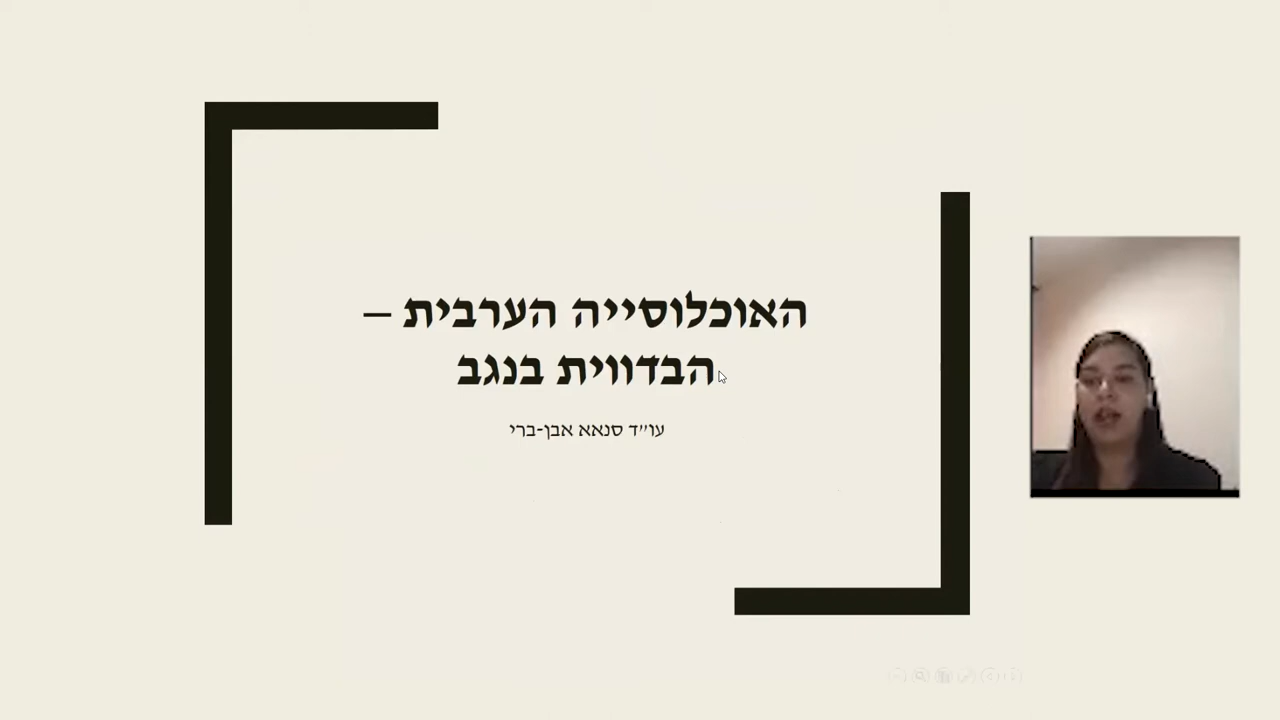 האוכלוסייה הערבית –
הבדווית בנגב
עו״ד סנאא אבן-ברי